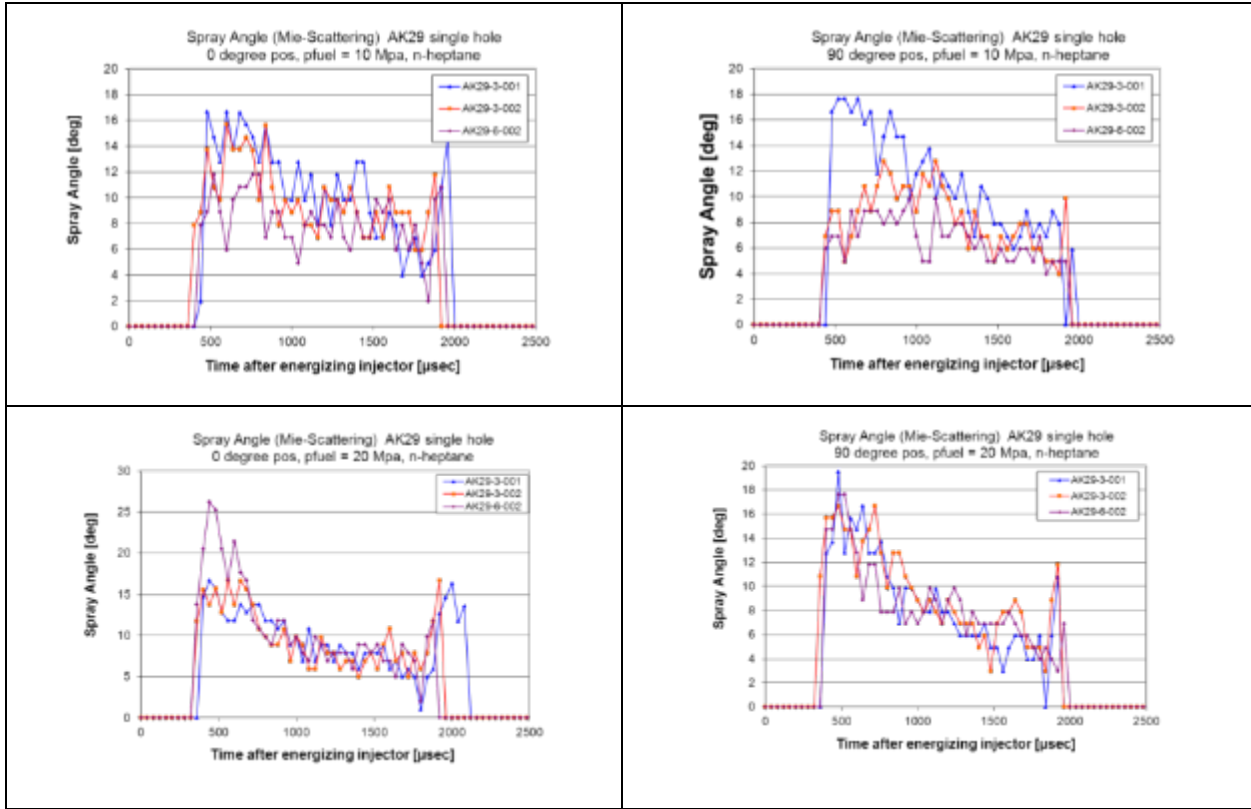 Spray Angle (Mie-Scattering) AK29 single hole
0 degree pos, pfuel = 10 Mpa, n-heptane
Spray Angle [deg]
20
18
16
14
12
10
8
6
4
2
0
AK29-3-001
AK29-3-002
AK29-6-002
0 500 1000 1500 2000 2500
Time after energizing injector [µsec]
Spray Angle (Mie-Scattering) AK29 single hole
90 degree pos, pfuel = 10 Mpa, n-heptane
Spray Angle [deg]
20
18
16
14
12
10
8
6
4
2
0
AK29-3-001
AK29-3-002
AK29-6-002
0 500 1000 1500 2000 2500
Time after energizing injector [µsec]
Spray Angle (Mie-Scattering) AK29 single hole
0 degree pos, pfuel = 20 Mpa, n-heptane
Spray Angle [deg]
30
25
20
15
10
5
0
AK29-3-001
AK29-3-002
AK29-6-002
0 500 1000 1500 2000 2500
Time after energizing injector [µsec]
Spray Angle (Mie-Scattering) AK29 single hole
90 degree pos, pfuel = 20 Mpa, n-heptane
Spray Angle [deg]
20
18
16
14
12
10
8
6
4
2
0
AK29-3-001
AK29-3-002
AK29-6-002
0 500 1000 1500 2000 2500
Time after energizing injector [µsec]